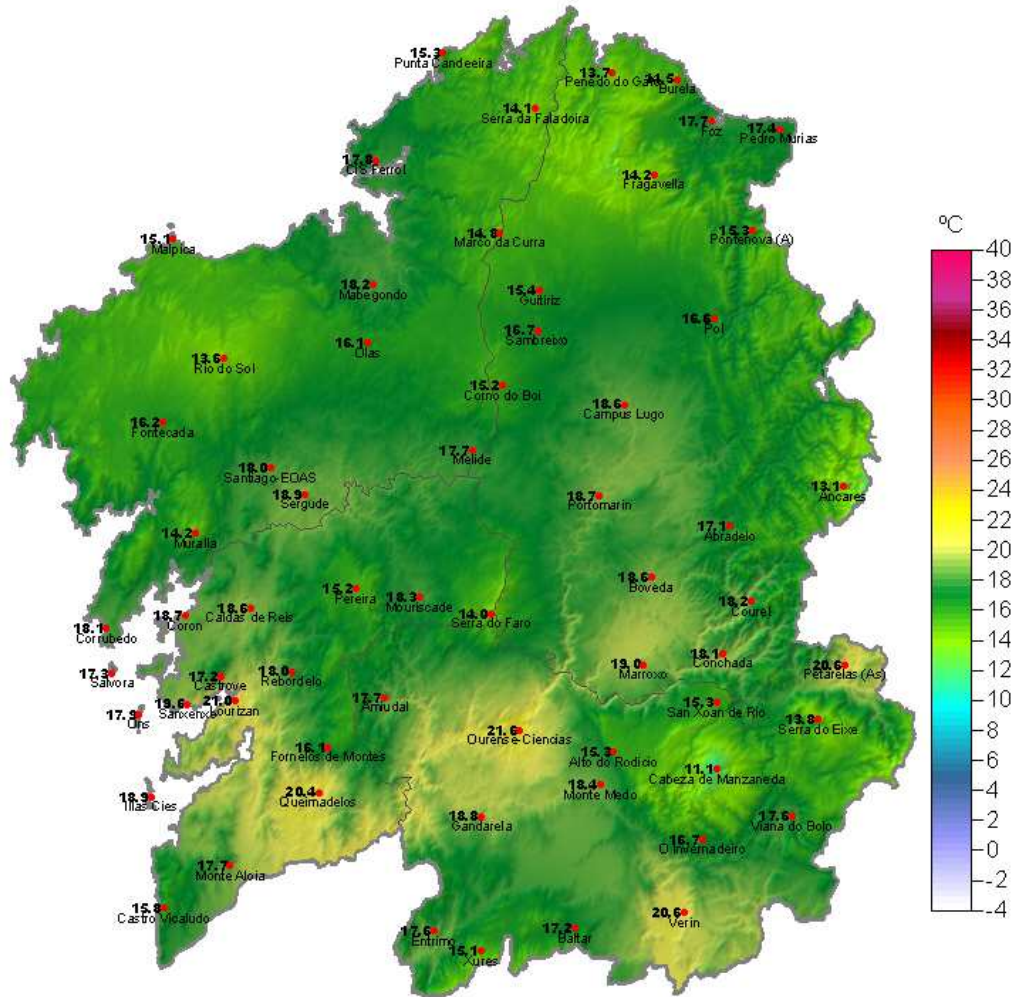 15.3
Punta Candeeira
13.7
Penedo do Galo
Burela
14.1
Serra da Faladoira
17.7
Foz
17.4
Pedro Murias
17.8
CIS Ferrol
14.2
Fragavella
15.1
Malpica
14.8
Marco da Curra
15.3
Pontenova (A)
18.2
Mabegondo
15.4
Guitiriz
16.7
Sambreixo
16.6
Pol
16.1
Olas
13.6
Rio do Sol
15.2
Corno do Boi
18.6
Campus Lugo
16.2
Fontecada
17.7
Melide
18.0
Santiago-EOAS
18.9
Sergude
18.7
Portomarin
13.1
Ancares
14.2
Muralla
17.1
Abradelo
15.2
Pereira
18.3
Mouriscade
18.6
Boveda
18.2
Courel
18.7
Coron
18.6
Caldas de Reis
14.0
Serra do Faro
18.1
Corrubedo
17.3
Salvora
17.2
Castrove
18.0
Rebordelo
19.0
Marroxo
18.1
Conchada
20.6
Petarelas (As)
17.9
Ons
19.6
Sanxenxo
21.0
Lourizan
17.7
Amiudal
15.3
San Xoan de Rio
13.8
Serra do Eixe
21.6
Ourense-Ciencias
16.1
Fornelos de Montes
15.3
Alto do Rodicio
11.1
Cabeza de Manzaneda
18.9
Illas Cies
20.4
Queimadelos
18.4
Monte Medo
18.8
Gandarela
17.6
Viana do Bolo
16.7
O Invernadeiro
17.7
Monte Aloia
15.8
Castro Vicaludo
20.6
Verin
17.6
Entrimo
15.1
Xures
17.2
Baltar
ºC
40
38
36
34
32
30
28
26
24
22
20
18
16
14
12
10
8
6
4
2
0
-2
-4